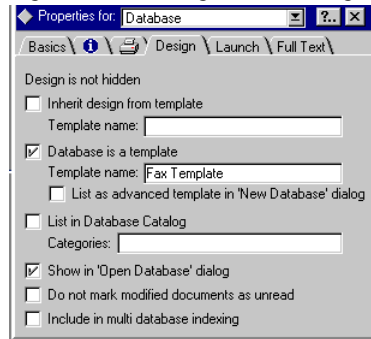 Properties for: Database ?.. X
Basics i Design Launch Full Text
Design is not hidden
Inherit design from template
Template name:
Database is a template
Template name: Fax Template
List as advanced template in 'New Database' dialog
List in Database Catalog
Categories:
Show in 'Open Database' dialog
Do not mark modified documents as unread
Include in multi database indexing